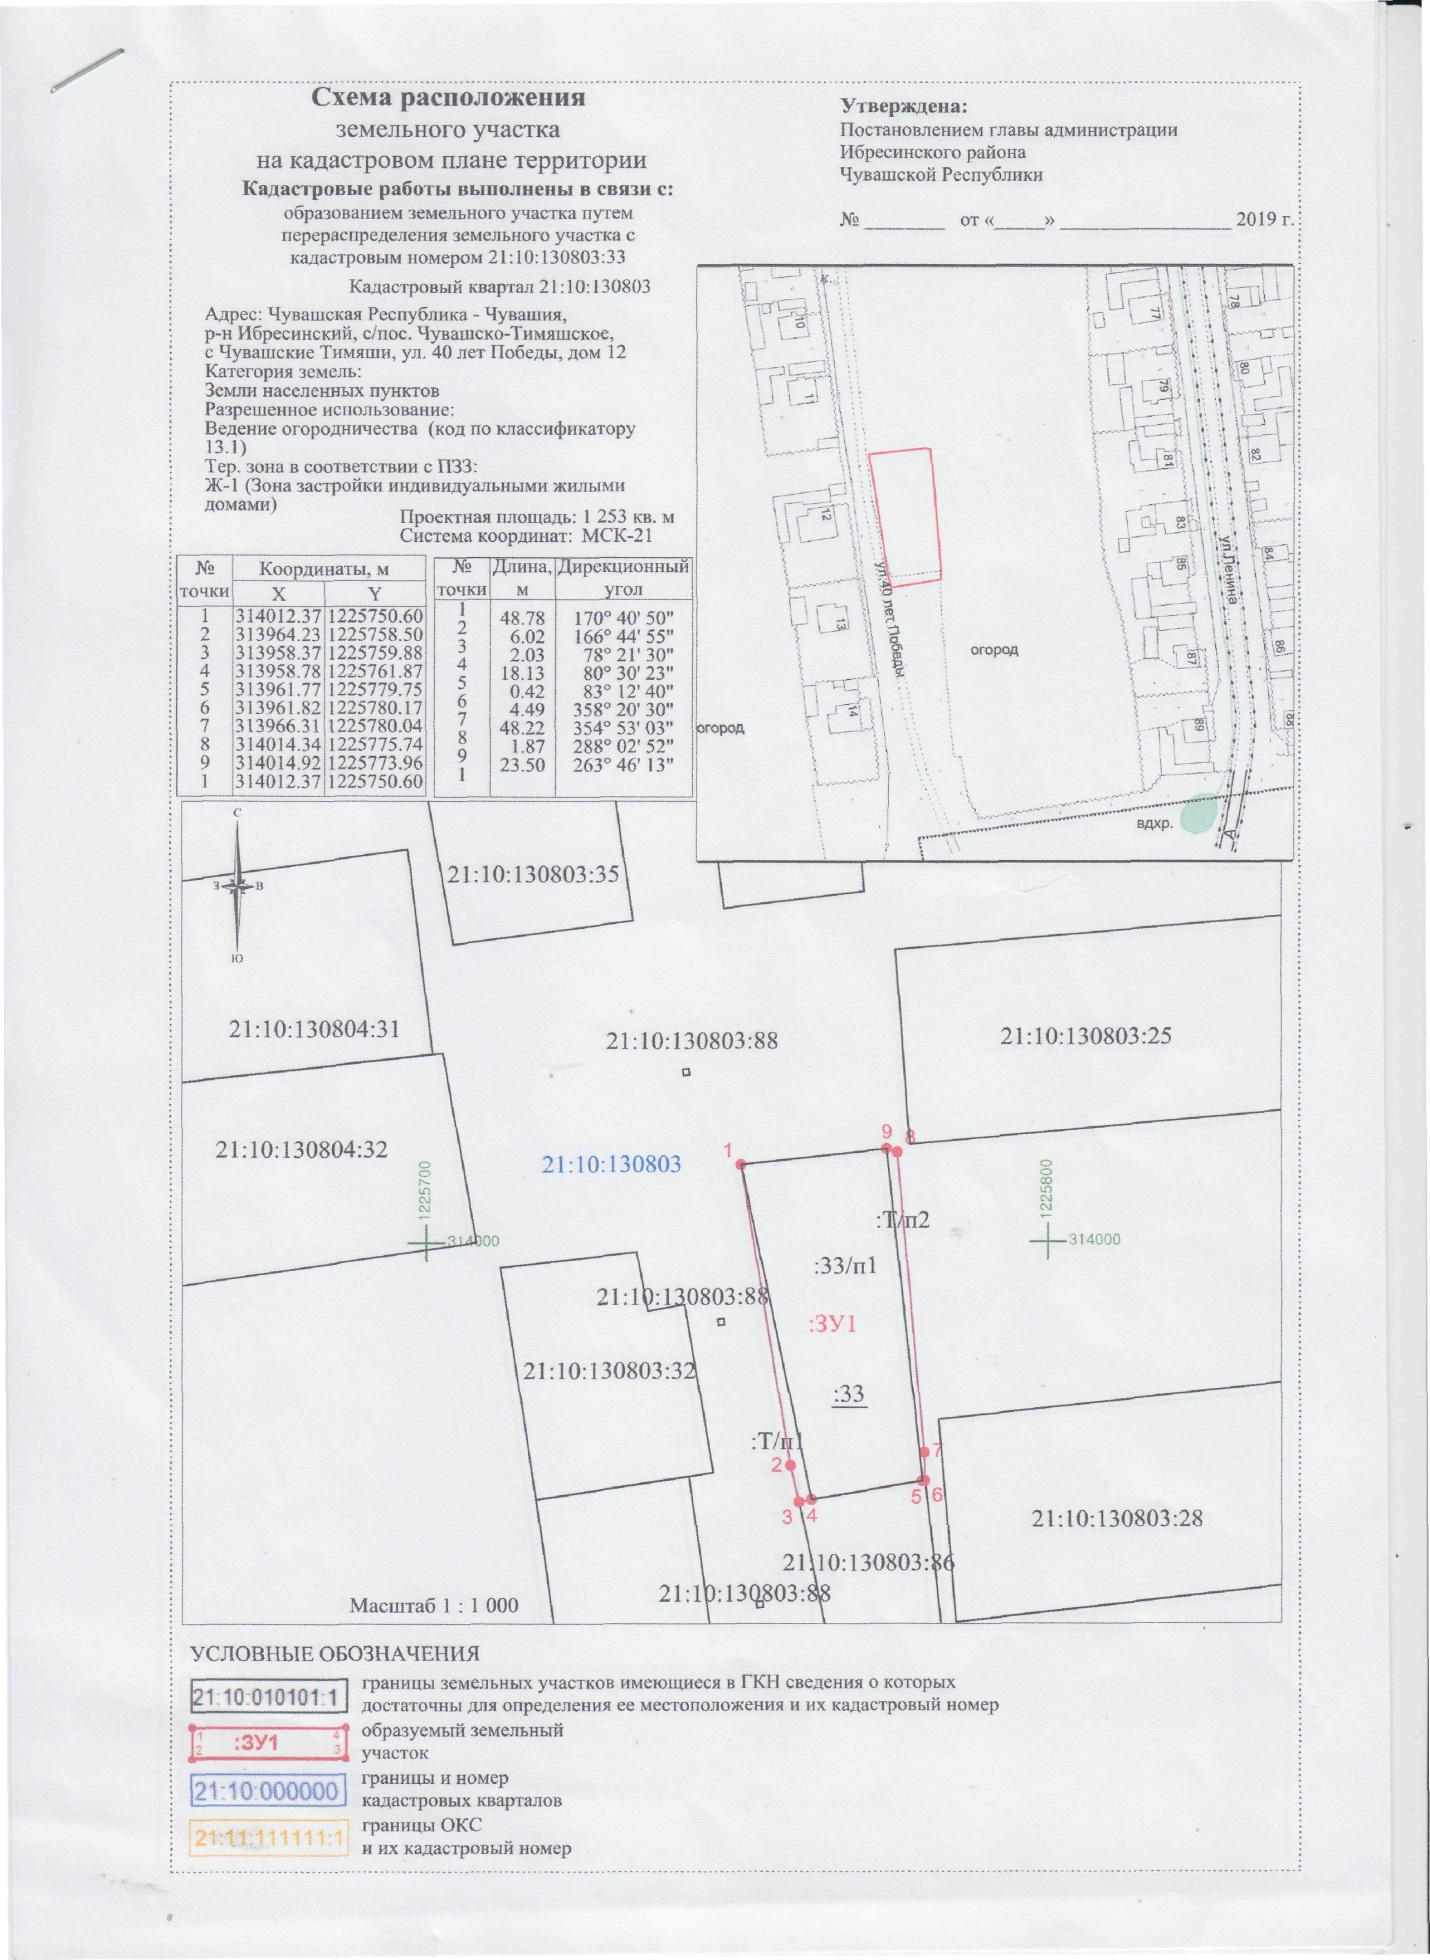 Схема расположения
земельного участка
на кадастровом плане территории
Кадастровые работы выполнены в связи с:
образованием земельного участка путем
перераспределения земельного участка с
кадастровым номером 21:10:130803:33
Кадастровый квартал 21:10:130803
Утверждена:
Постановлением главы администрации
Ибресинского района
Чувашской Республики
№ ________ от «_____» _________________ 2019 г.
Адрес: Чувашская Республика - Чувашия,
р-н Ибресинский, с/пос. Чувашско-Тимяшское,
с Чувашские Тимяши, ул. 40 лет Победы, дом 12
Категория земель:
Земли населенных пунктов
Разрешенное использование:
Ведение огородничества (код по классификатору
13.1)
Тер. зона в соответствии с ПЗЗ:
Ж-1 (Зона застройки индивидуальными жилыми
домами)
Проектная площадь: 1 253 кв. м
Система координат: МСК-21
№ точки Координаты, м
X Y
1 314012.37 1225750.60
2 313964.23 1225758.50
3 313958.37 1225759.88
4 313958.78 1225761.87
5 313961.77 1225779.75
6 313961.82 1225780.17
7 313966.31 1225780.04
8 314014.34 1225775.74
9 314014.92 1225773.96
1 314012.37 1225750.60
№ точки Длина, м Дирекционный угол
1
2 48.78 170° 40' 50"
3 6.02 166° 44' 55"
4 2.03 78° 21' 30"
5 18.13 80° 30' 23"
6 0.42 83° 12' 40"
7 4.49 358° 20' 30"
8 48.22 354° 53' 03"
9 1.87 288° 02' 52"
1 23.50 263° 46' 13"
к.
10
11
12
13
14
77
78
79
80
81
82
83
84
85
86
87
88
89
ул.40 лет Победы
ул.Ленина
огород
огород
вдхр.
А
С
З В
Ю
21:10:130803:35
21:10:130804:31
21:10:130803:88
21:10:130803:25
21:10:130804:32
21:10:130803
1
9
8
1225700
314000
1225800
314000
:Т/п2
:33/п1
21:10:130803:88
:ЗУ1
21:10:130803:32
:33
:Т/п1
2
7
3
4
5
6
21:10:130803:28
21:10:130803:86
21:10:130803:88
Масштаб 1 : 1 000
УСЛОВНЫЕ ОБОЗНАЧЕНИЯ
21:10:010101:1
границы земельных участков имеющиеся в ГКН сведения о которых
достаточны для определения ее местоположения и их кадастровый номер
1 2 :ЗУ1 4 3
образуемый земельный
участок
21:10:000000
границы и номер
кадастровых кварталов
21:11:111111:1
границы ОКС
и их кадастровый номер